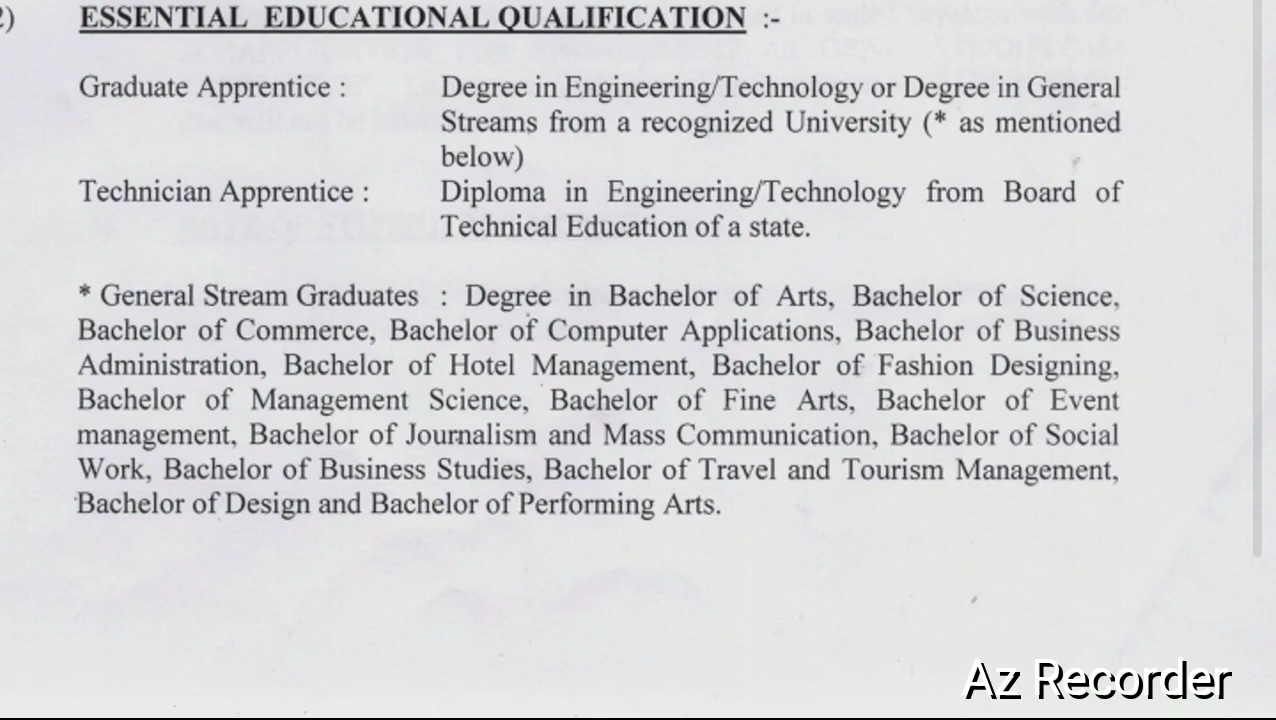 2) ESSENTIAL EDUCATIONAL QUALIFICATION :-
Graduate Apprentice : Degree in Engineering/Technology or Degree in General
Streams from a recognized University (* as mentioned
below)
Technician Apprentice : Diploma in Engineering/Technology from Board of
Technical Education of a state.
* General Stream Graduates : Degree in Bachelor of Arts, Bachelor of Science,
Bachelor of Commerce, Bachelor of Computer Applications, Bachelor of Business
Administration, Bachelor of Hotel Management, Bachelor of Fashion Designing,
Bachelor of Management Science, Bachelor of Fine Arts, Bachelor of Event
management, Bachelor of Journalism and Mass Communication, Bachelor of Social
Work, Bachelor of Business Studies, Bachelor of Travel and Tourism Management,
Bachelor of Design and Bachelor of Performing Arts.
Az Recorder